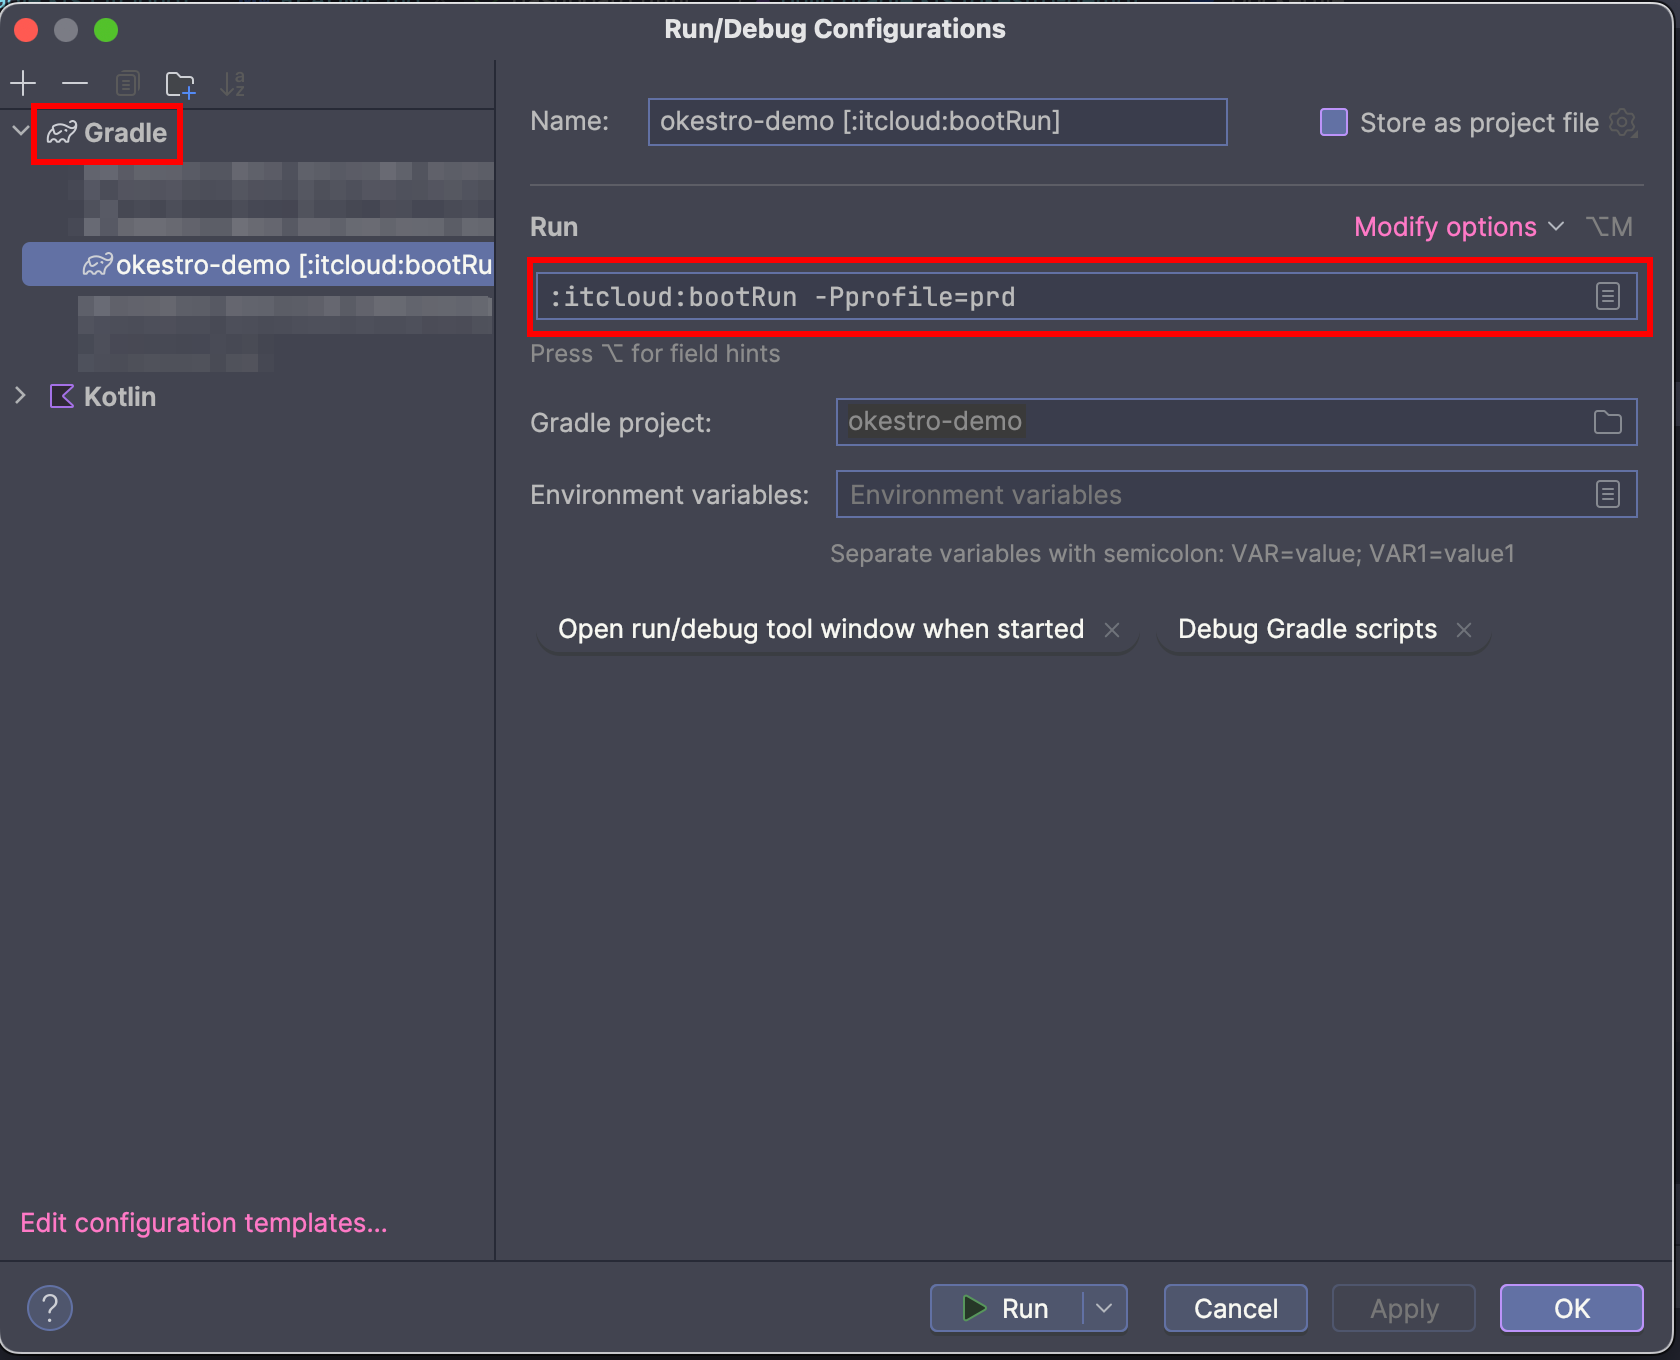 Run/Debug Configurations
Gradle
okestro-demo [:itcloud:bootRu
Kotlin
Edit configuration templates...
Name:
okestro-demo [:itcloud:bootRun]
Store as project file
Run
Modify options
⌥M
:itcloud:bootRun -Pprofile=prd
Press ⌥ for field hints
Gradle project:
okestro-demo
Environment variables:
Environment variables
Separate variables with semicolon: VAR=value; VAR1=value1
Open run/debug tool window when started ×
Debug Gradle scripts ×
?
Run
Cancel
Apply
OK